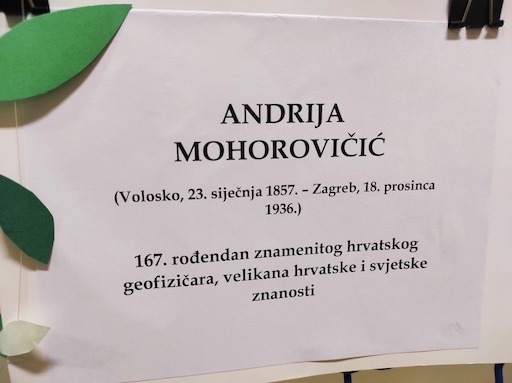 ANDRIJA
MOHOROVIČIĆ
(Volosko, 23. siječnja 1857. – Zagreb, 18. prosinca
1936.)
167. rođendan znamenitog hrvatskog
geofizičara, velikana hrvatske i svjetske
znanosti